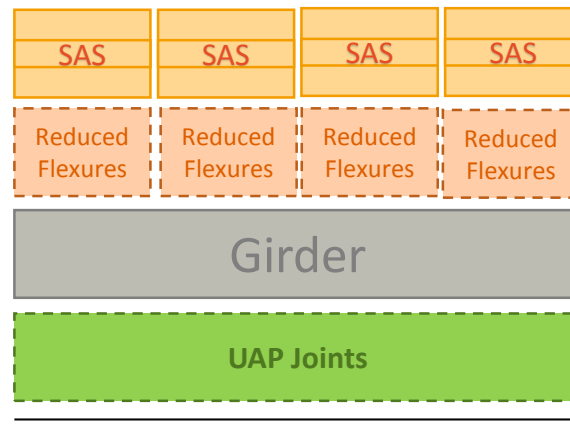 SAS SAS SAS SAS
Reduced Reduced Reduced Reduced
Flexures Flexures Flexures Flexures
Girder
UAP Joints